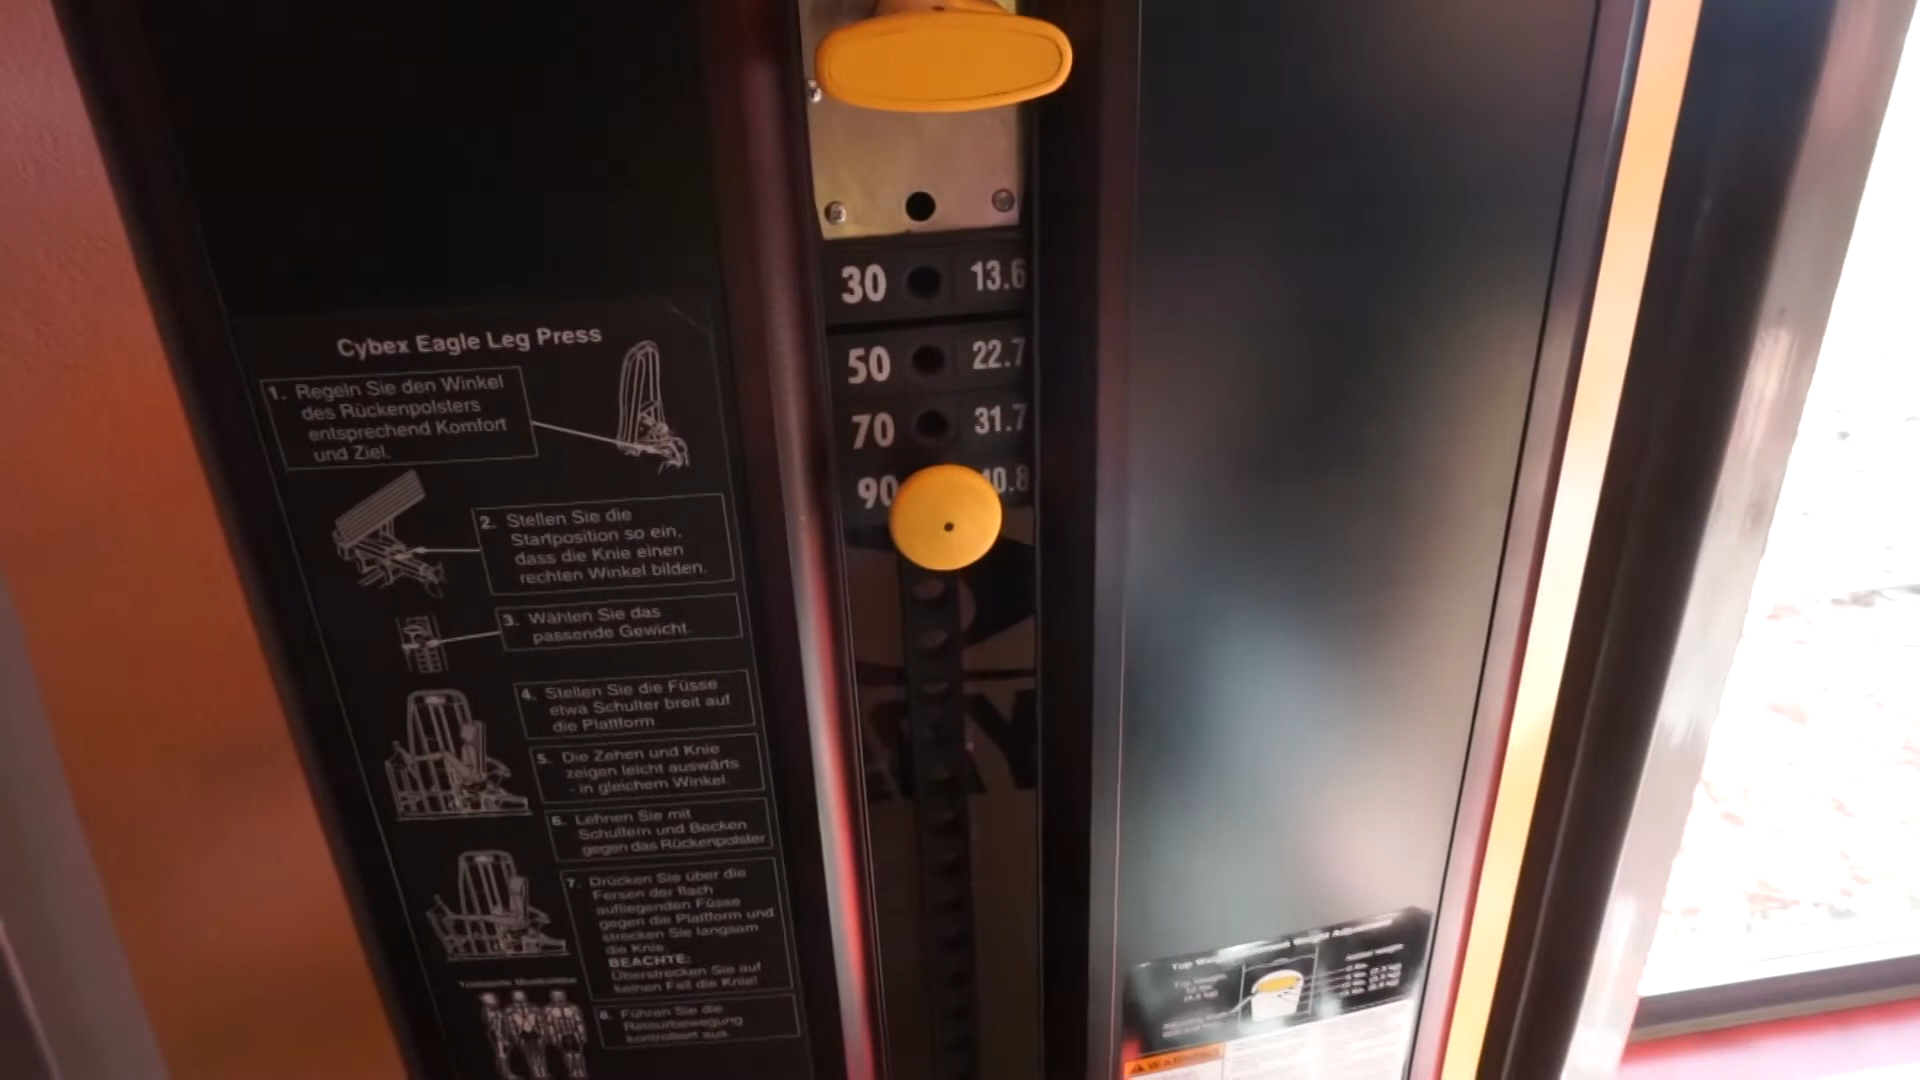 Cybex Eagle Leg Press
1. Regeln Sie den Winkel
des Rückenpolsters
entsprechend Komfort
und Ziel.
2. Stellen Sie die
Startposition so ein,
dass die Knie einen
rechten Winkel bilden.
3. Wählen Sie das
passende Gewicht.
4. Stellen Sie die Füsse
etwa Schulter breit auf
die Plattform.
5. Die Zehen und Knie
zeigen leicht auswärts
- in gleichem Winkel.
6. Lehnen Sie mit
Schultern und Becken
gegen das Rückenpolster
7. Drücken Sie über die
Fersen der flach
aufliegenden Füsse
gegen die Plattform und
strecken Sie langsam
die Knie.
BEACHTE:
Überstrecken Sie auf
keinen Fall die Knie!
8. Führen Sie die
Retourbewegung
kontrolliert aus.
30 13.6
50 22.7
70 31.7
90